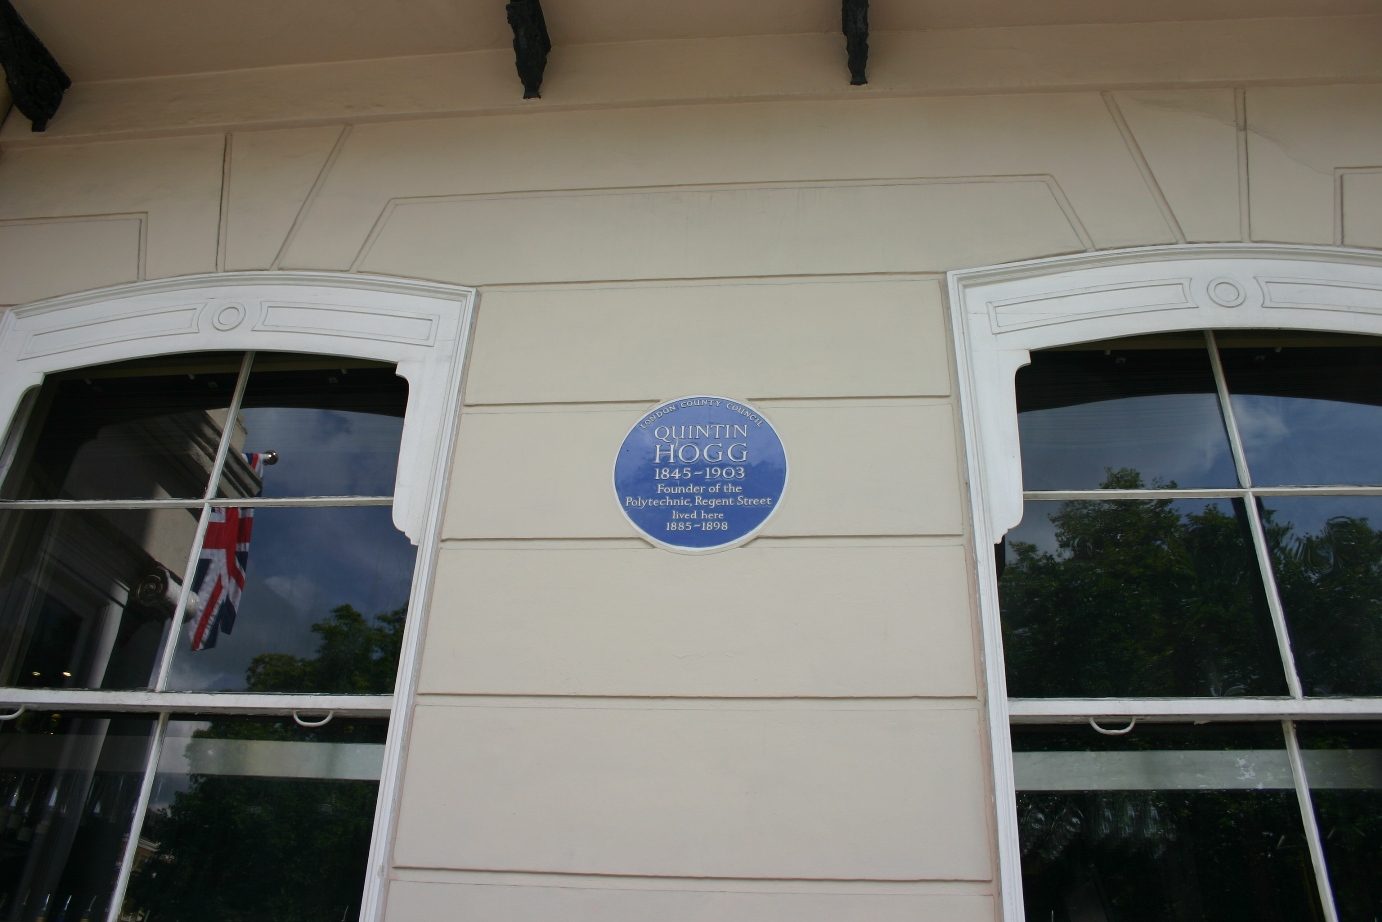 LONDON COUNTY COUNCIL
QUINTIN
HOGG
1845-1903
Founder of the
Polytechnic, Regent Street
lived here
1885-1898